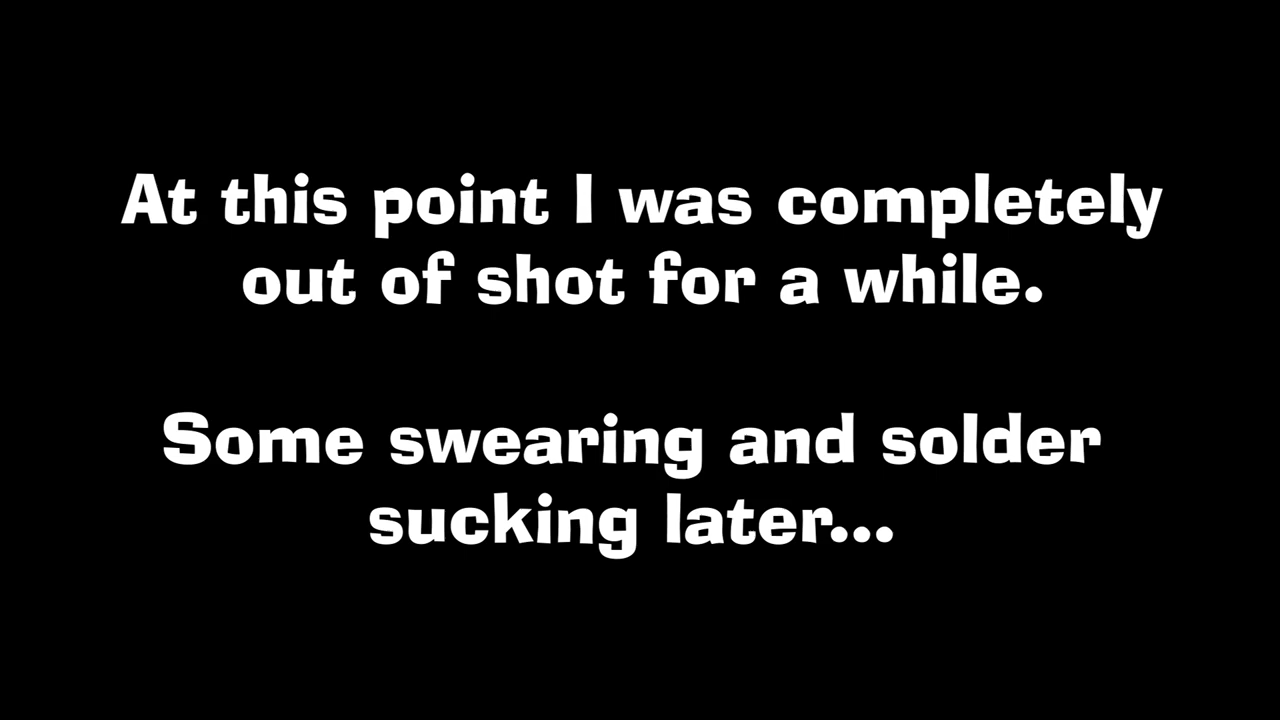 At this point I was completely
out of shot for a while.
Some swearing and solder
sucking later...